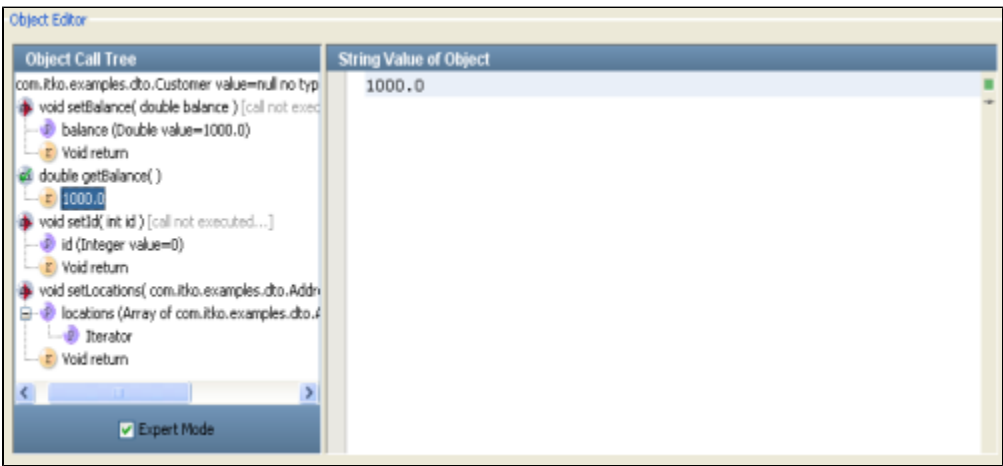 Object Editor
Object Call Tree
com.itko.examples.dto.Customer value=null no typ
void setBalance( double balance ) [call not exec
balance (Double value=1000.0)
Void return
double getBalance( )
1000.0
void setId( int id ) [call not executed...]
id (Integer value=0)
Void return
void setLocations( com.itko.examples.dto.Addr
locations (Array of com.itko.examples.dto.A
Iterator
Void return
Expert Mode
String Value of Object
1000.0